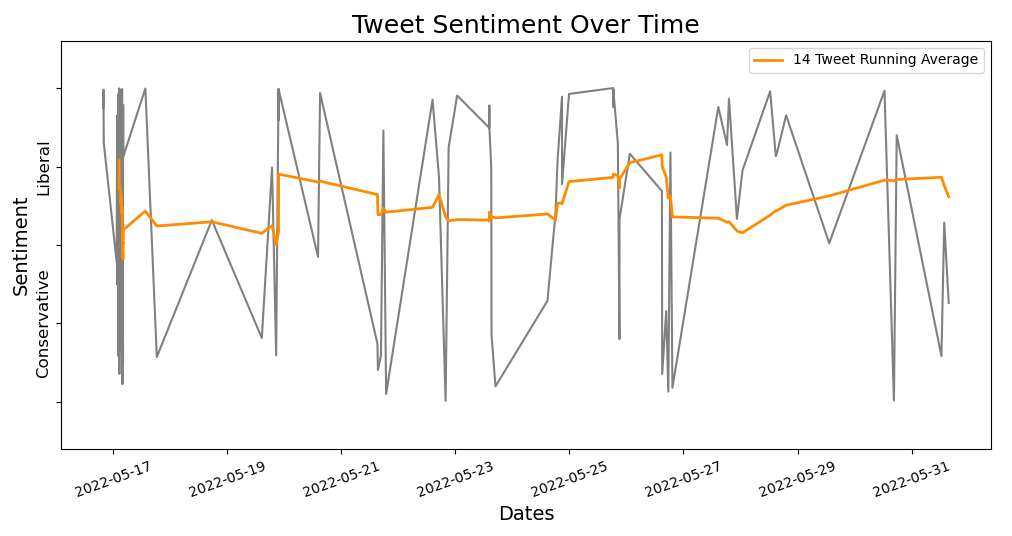 Tweet Sentiment Over Time
14 Tweet Running Average
Sentiment
Liberal
Conservative
2022-05-17
2022-05-19
2022-05-21
2022-05-23
2022-05-25
2022-05-27
2022-05-29
2022-05-31
Dates